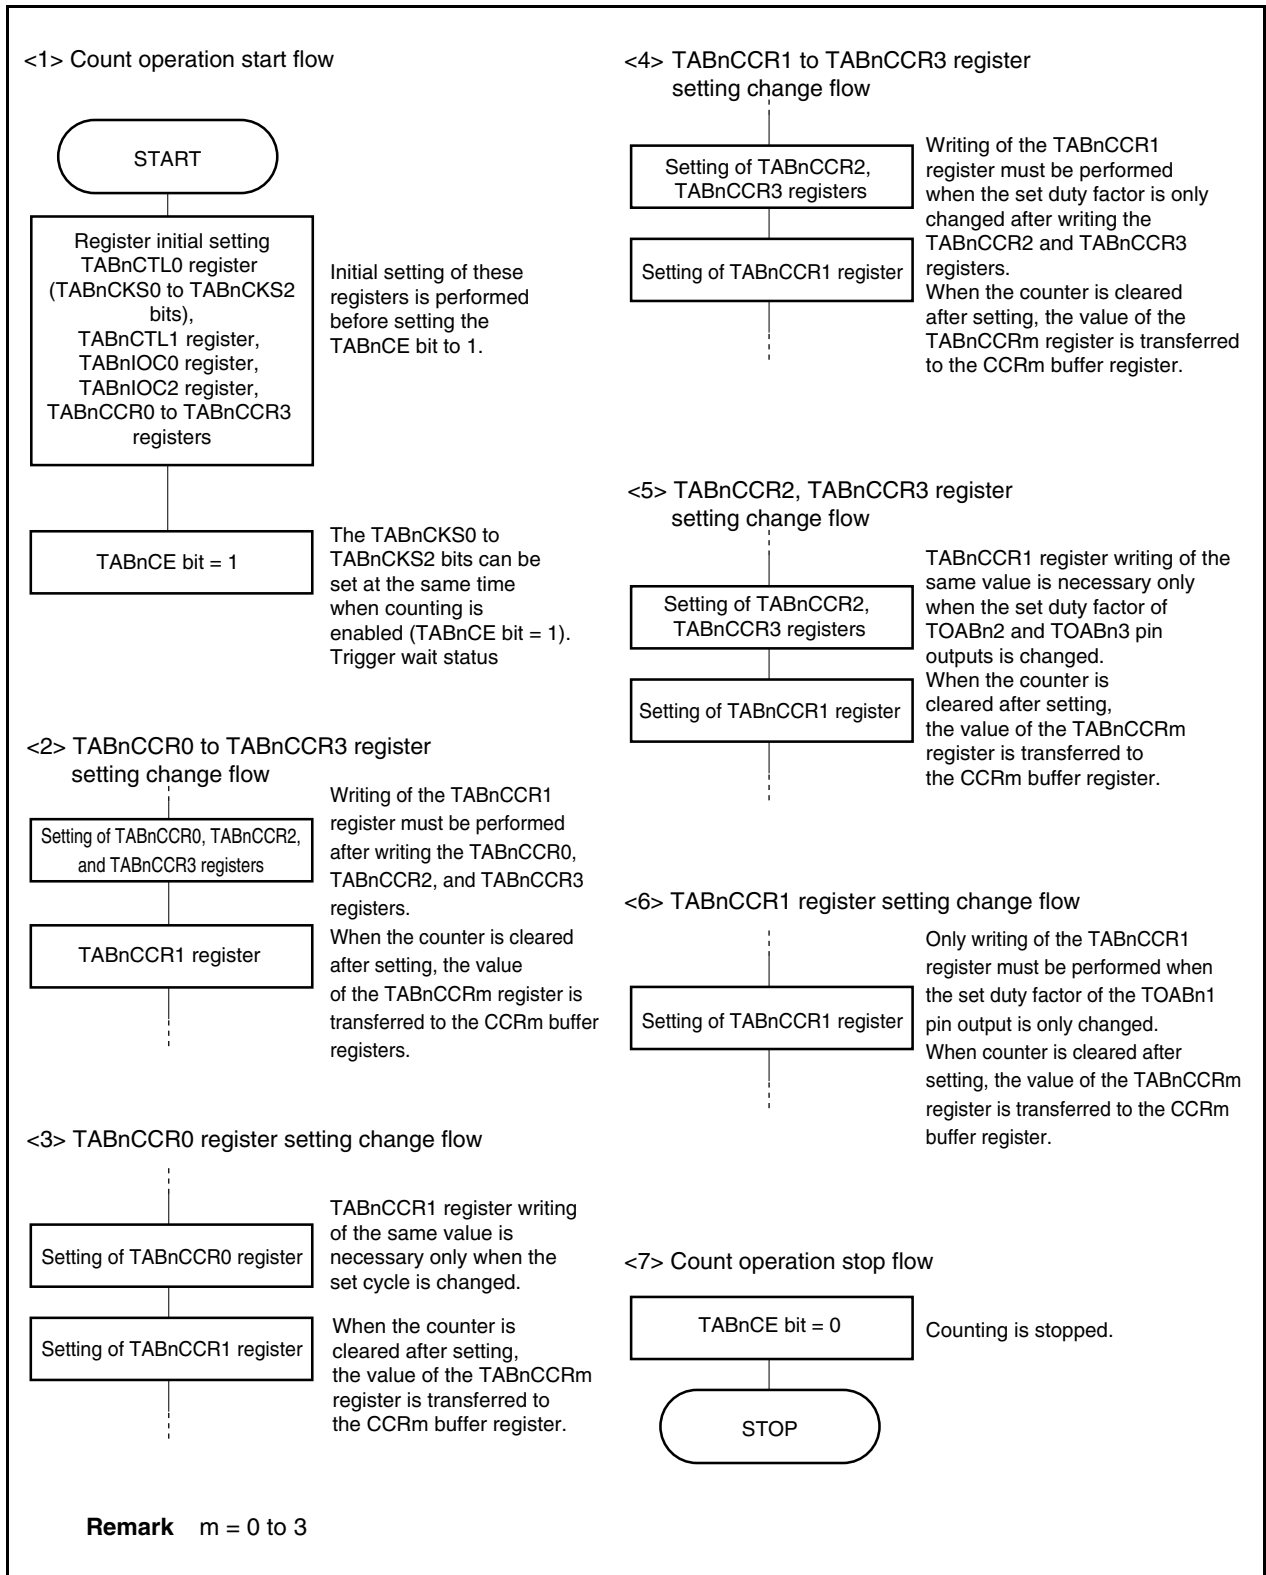 <1> Count operation start flow
START
Register initial setting
TABnCTL0 register
(TABnCKS0 to TABnCKS2
bits),
TABnCTL1 register,
TABnIOC0 register,
TABnIOC2 register,
TABnCCR0 to TABnCCR3
registers
Initial setting of these
registers is performed
before setting the
TABnCE bit to 1.
TABnCE bit = 1
The TABnCKS0 to
TABnCKS2 bits can be
set at the same time
when counting is
enabled (TABnCE bit = 1).
Trigger wait status
<2> TABnCCR0 to TABnCCR3 register
setting change flow
Setting of TABnCCR0, TABnCCR2,
and TABnCCR3 registers
TABnCCR1 register
Writing of the TABnCCR1
register must be performed
after writing the TABnCCR0,
TABnCCR2, and TABnCCR3
registers.
When the counter is cleared
after setting, the value
of the TABnCCRm register is
transferred to the CCRm buffer
registers.
<3> TABnCCR0 register setting change flow
Setting of TABnCCR0 register
TABnCCR1 register writing
of the same value is
necessary only when the
set cycle is changed.
Setting of TABnCCR1 register
When the counter is
cleared after setting,
the value of the TABnCCRm
register is transferred to
the CCRm buffer register.
<4> TABnCCR1 to TABnCCR3 register
setting change flow
Setting of TABnCCR2,
TABnCCR3 registers
Setting of TABnCCR1 register
Writing of the TABnCCR1
register must be performed
when the set duty factor is only
changed after writing the
TABnCCR2 and TABnCCR3
registers.
When the counter is cleared
after setting, the value of the
TABnCCRm register is transferred
to the CCRm buffer register.
<5> TABnCCR2, TABnCCR3 register
setting change flow
Setting of TABnCCR2,
TABnCCR3 registers
Setting of TABnCCR1 register
TABnCCR1 register writing of the
same value is necessary only
when the set duty factor of
TOABn2 and TOABn3 pin
outputs is changed.
When the counter is
cleared after setting,
the value of the TABnCCRm
register is transferred to
the CCRm buffer register.
<6> TABnCCR1 register setting change flow
Setting of TABnCCR1 register
Only writing of the TABnCCR1
register must be performed when
the set duty factor of the TOABn1
pin output is only changed.
When counter is cleared after
setting, the value of the TABnCCRm
register is transferred to the CCRm
buffer register.
<7> Count operation stop flow
TABnCE bit = 0
Counting is stopped.
STOP
Remark m = 0 to 3